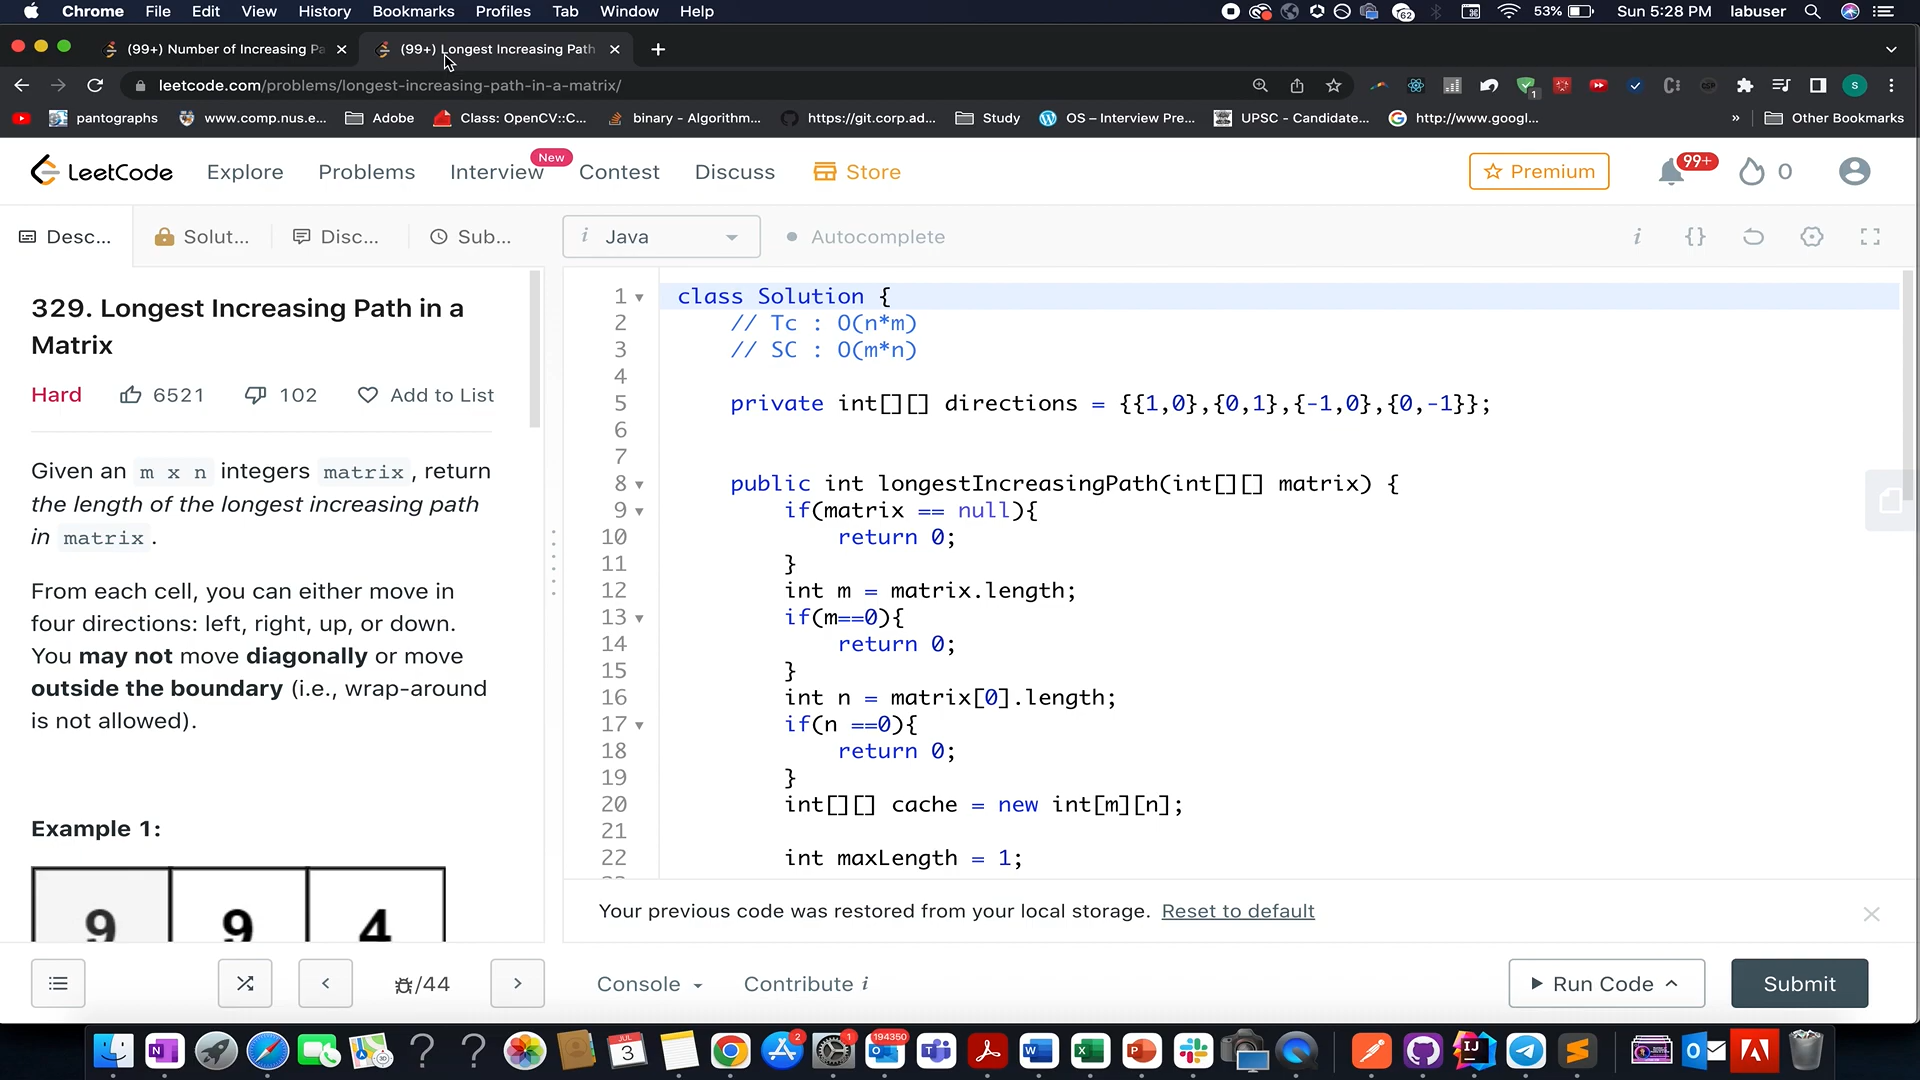 Chrome File Edit View History Bookmarks Profiles Tab Window Help
62 53% Sun 5:28 PM labuser
(99+) Number of Increasing Pa
(99+) Longest Increasing Path
leetcode.com/problems/longest-increasing-path-in-a-matrix/
1 S
pantographs www.comp.nus.e... Adobe Class: OpenCV::C... binary - Algorithm... https://git.corp.ad... Study OS – Interview Pre... UPSC - Candidate... http://www.googl... » Other Bookmarks
LeetCode Explore Problems Interview New Contest Discuss Store Premium 99+ 0
Desc... Solut... Disc... Sub... i Java Autocomplete i {}
329. Longest Increasing Path in a
Matrix
Hard 6521 102 Add to List
Given an m x n integers matrix, return
the length of the longest increasing path
in matrix.
From each cell, you can either move in
four directions: left, right, up, or down.
You may not move diagonally or move
outside the boundary (i.e., wrap-around
is not allowed).
Example 1:
9 9 4
1 class Solution {
2 // Tc : O(n*m)
3 // SC : O(m*n)
4
5 private int[][] directions = {{1,0},{0,1},{-1,0},{0,-1}};
6
7
8 public int longestIncreasingPath(int[][] matrix) {
9 if(matrix == null){
10 return 0;
11 }
12 int m = matrix.length;
13 if(m==0){
14 return 0;
15 }
16 int n = matrix[0].length;
17 if(n ==0){
18 return 0;
19 }
20 int[][] cache = new int[m][n];
21
22 int maxLength = 1;
Your previous code was restored from your local storage. Reset to default
/44 Console Contribute i Run Code Submit
N JUL 3 2 1 194350 W X P IJ O